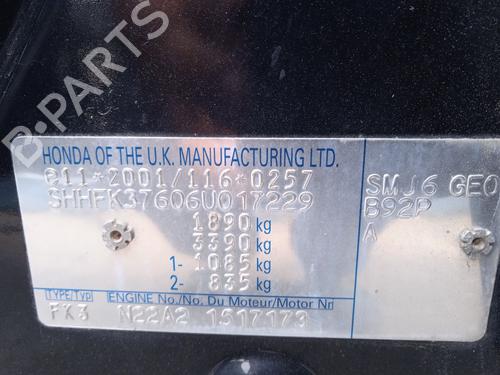 B-PARTS
HONDA OF THE U.K. MANUFACTURING LTD.
e11*2001/116*0257
SHHFK37606U017229
1890 kg
3390 kg
1- 1085 kg
2- 835 kg
SMJ6 GE0
B92P
A
TYPE/Typ ENGINE No./No. Du Moteur/Motor Nr
FK3 N22A2 1517173